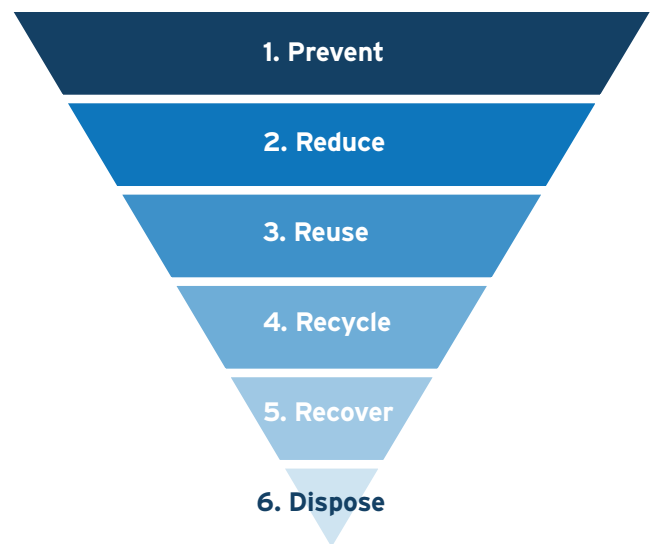 1. Prevent
2. Reduce
3. Reuse
4. Recycle
5. Recover
6. Dispose